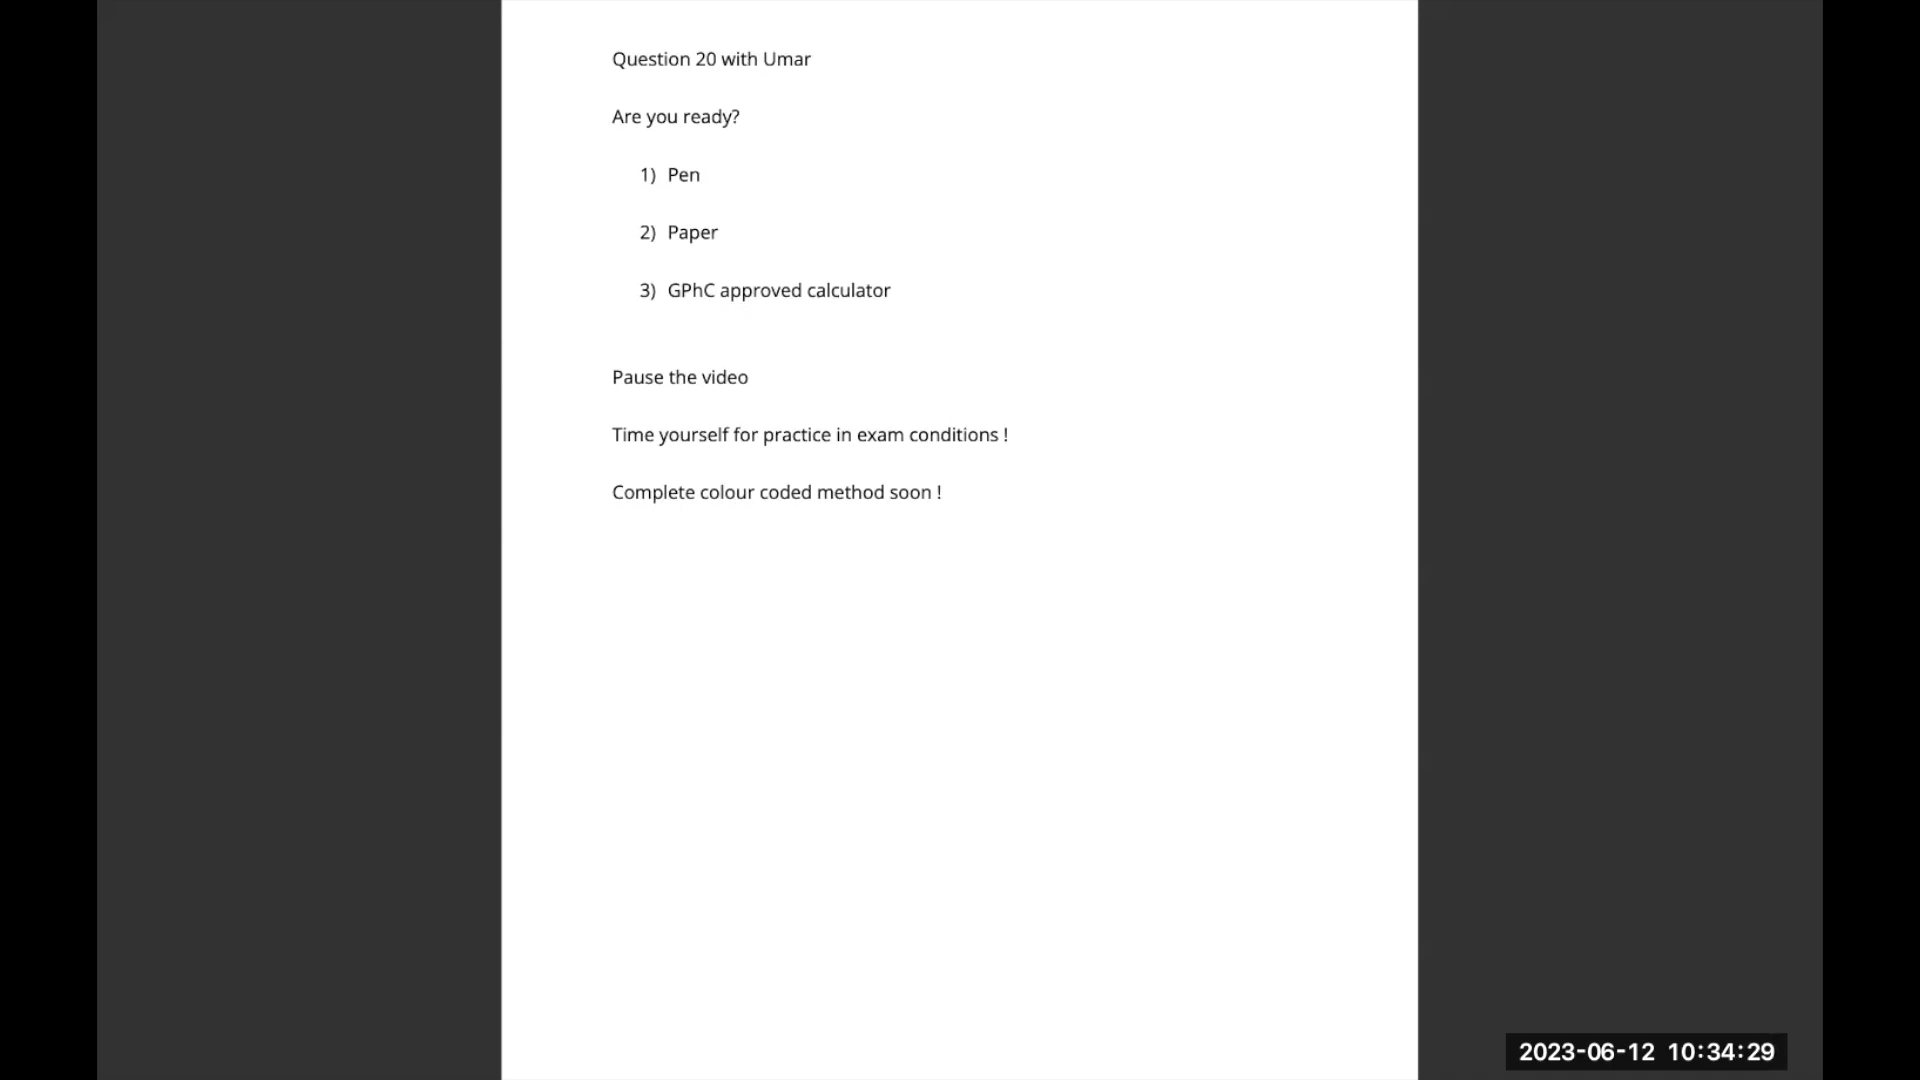 Question 20 with Umar
Are you ready?
1) Pen
2) Paper
3) GPhC approved calculator
Pause the video
Time yourself for practice in exam conditions !
Complete colour coded method soon !
2023-06-12 10:34:29